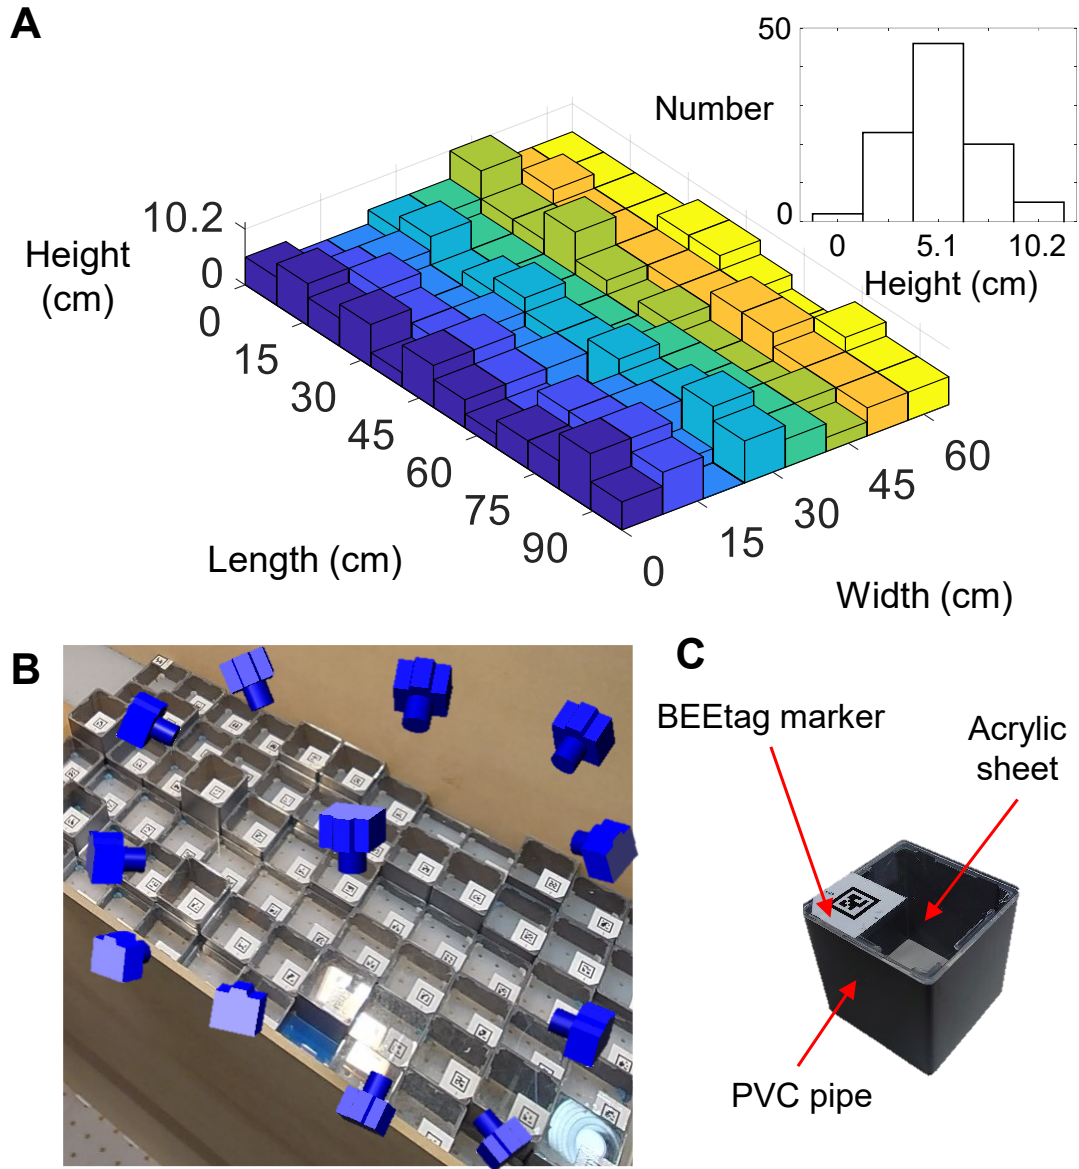 A
50
Number
0
0 5.1 10.2
Height (cm)
10.2
0
Height
(cm)
0
15
30
45
60
75
90
Length (cm)
0
15
30
45
60
Width (cm)
B
C
BEEtag marker
Acrylic
sheet
PVC pipe